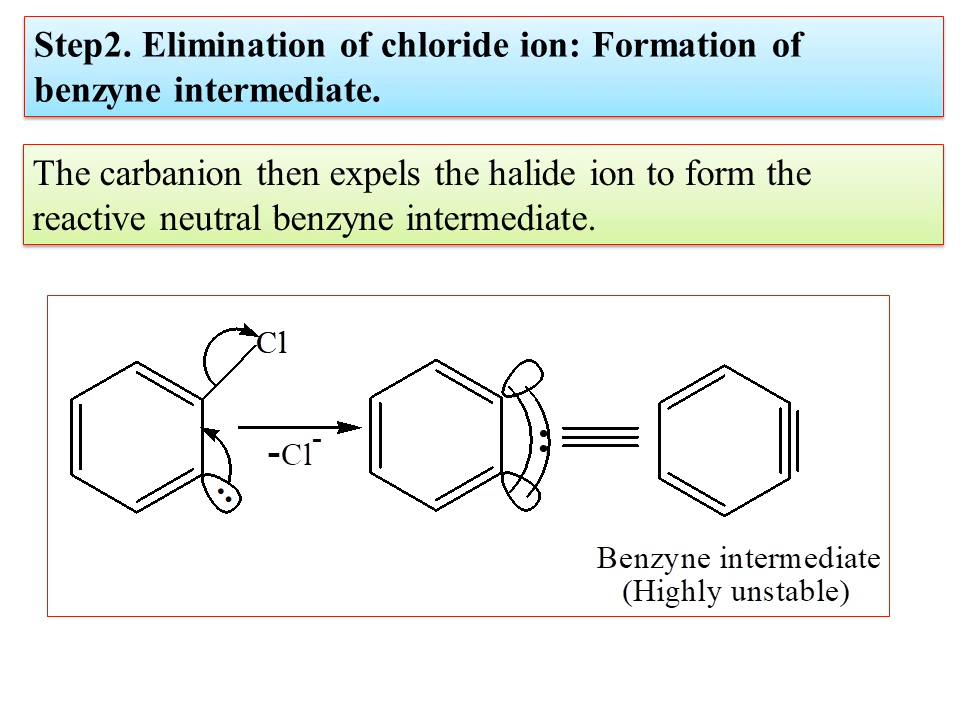 Step2. Elimination of chloride ion: Formation of
benzyne intermediate.
The carbanion then expels the halide ion to form the
reactive neutral benzyne intermediate.
Cl
-Cl-
Benzyne intermediate
(Highly unstable)